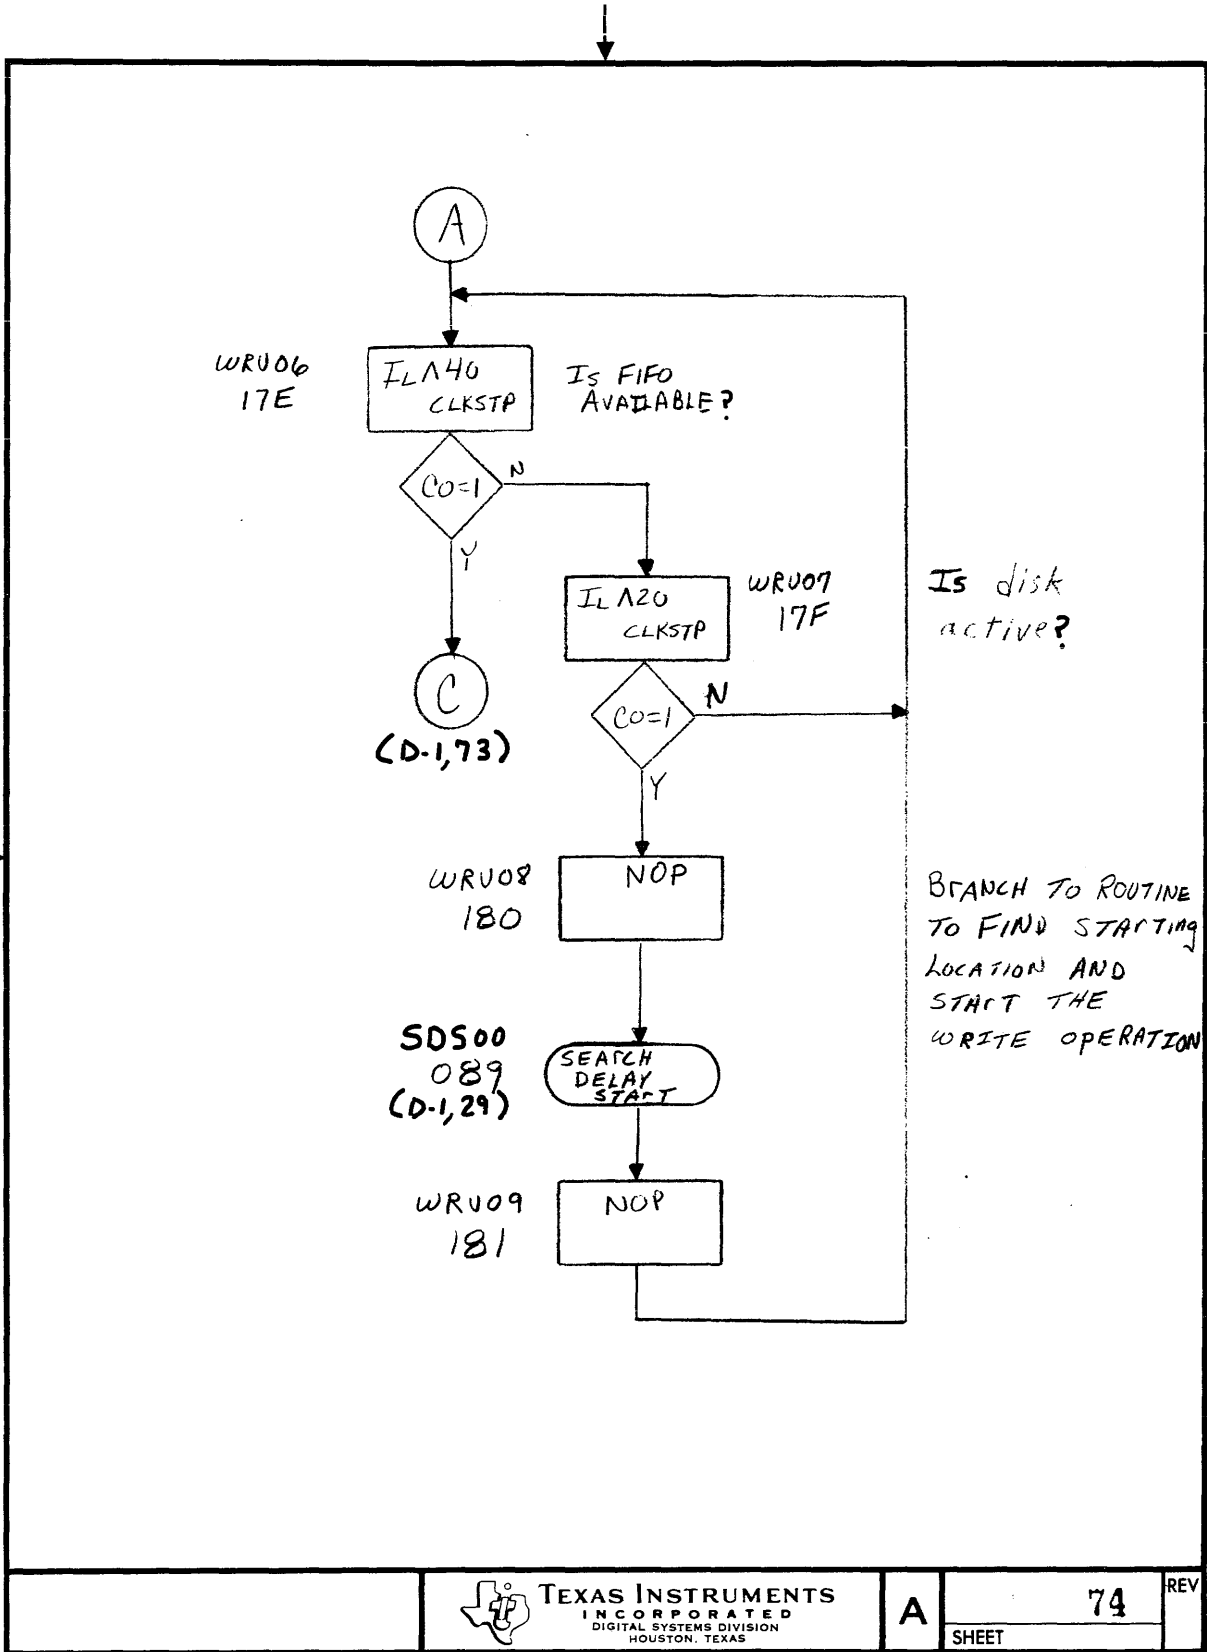 A
WRU06
17E
IL Λ40
CLKSTP
Is FIFO
AVAILABLE?
CO=1
N
Y
IL Λ20
CLKSTP
WRU07
17F
Is disk
active?
C
(D-1,73)
CO=1
N
Y
WRU08
180
NOP
BrANCH TO ROUTINE
TO FIND STArTing
LOCATION AND
STArT THE
WRITE OPERATION
SDS00
089
(D-1,29)
SEArCH
DELAY
STArT
WRU09
181
NOP
TEXAS INSTRUMENTS
INCORPORATED
DIGITAL SYSTEMS DIVISION
HOUSTON, TEXAS
A
74
SHEET
REV